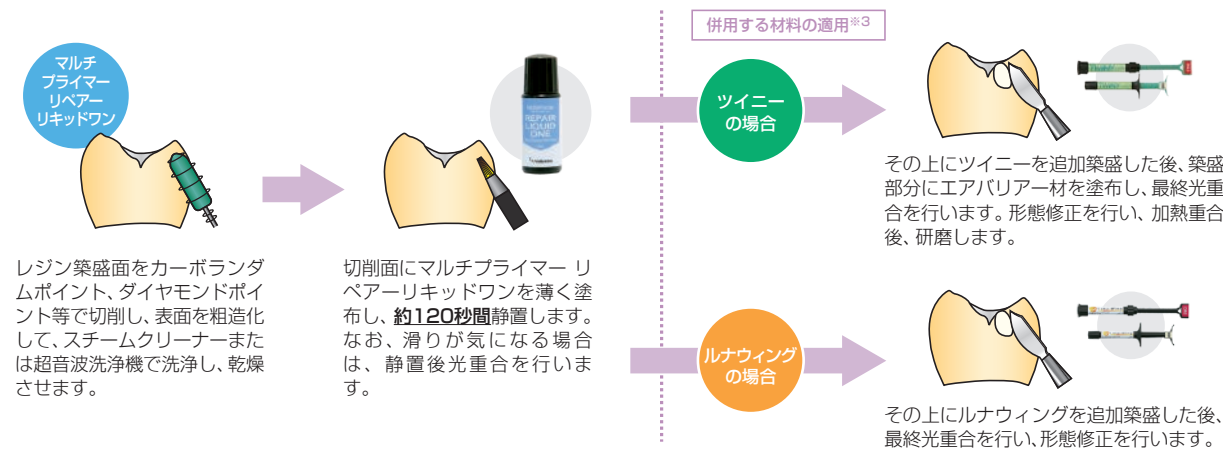 マルチ
プライマー
リペアー
リキッドワン
レジン築盛面をカーボランダ
ムポイント、ダイヤモンドポイ
ント等で切削し、表面を粗造化
して、スチームクリーナーまた
は超音波洗浄機で洗浄し、乾燥
させます。
REPAIR
LIQUID
ONE
切削面にマルチプライマー リ
ペアーリキッドワンを薄く塗
布し、約120秒間静置します。
なお、滑りが気になる場合
は、静置後光重合を行いま
す。
併用する材料の適用※3
ツイニー
の場合
その上にツイニーを追加築盛した後、築盛
部分にエアバリアー材を塗布し、最終光重
合を行います。形態修正を行い、加熱重合
後、研磨します。
ルナウィング
の場合
その上にルナウィングを追加築盛した後、
最終光重合を行い、形態修正を行います。